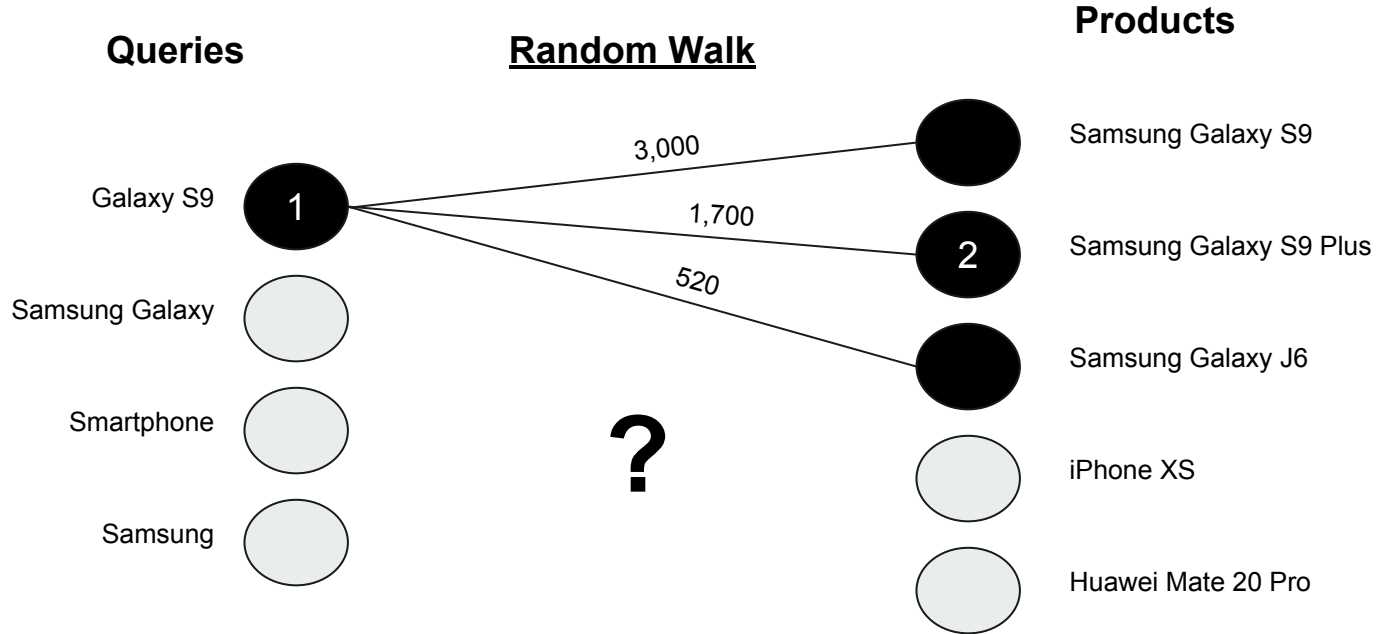 Products
Queries
Random Walk
Galaxy S9
Samsung Galaxy
Smartphone
Samsung
1
3,000
1,700
520
?
2
Samsung Galaxy S9
Samsung Galaxy S9 Plus
Samsung Galaxy J6
iPhone XS
Huawei Mate 20 Pro